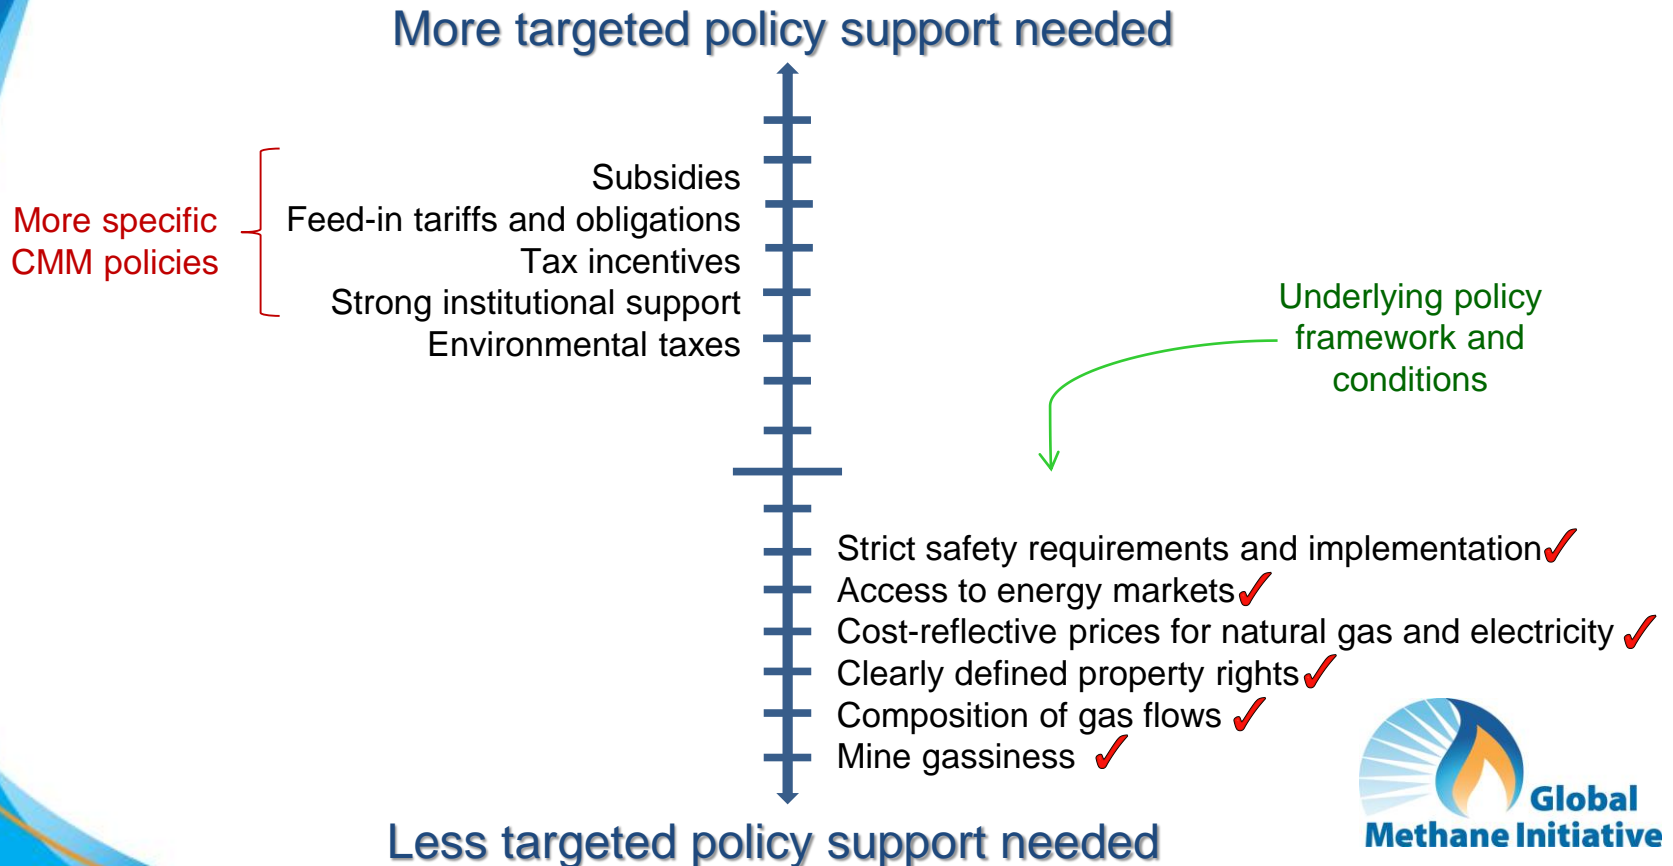 More targeted policy support needed
Subsidies
Feed-in tariffs and obligations
Tax incentives
Strong institutional support
Environmental taxes
More specific
CMM policies
Underlying policy
framework and
conditions
Strict safety requirements and implementation
Access to energy markets
Cost-reflective prices for natural gas and electricity
Clearly defined property rights
Composition of gas flows
Mine gassiness
Less targeted policy support needed
Global
Methane Initiative